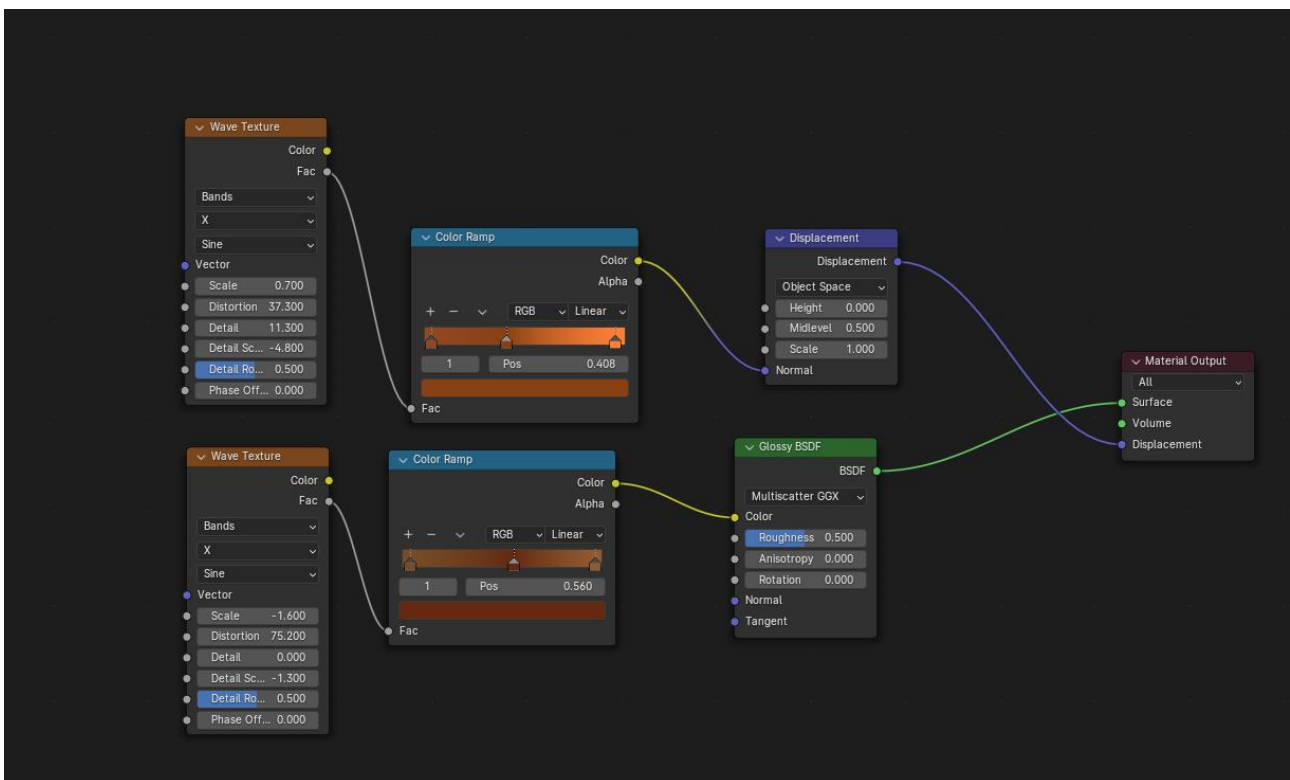 Wave Texture
Color
Fac
Bands
X
Sine
Vector
Scale 0.700
Distortion 37.300
Detail 11.300
Detail Sc... -4.800
Detail Ro... 0.500
Phase Off... 0.000
Color Ramp
Color
Alpha
+ − RGB Linear
1 Pos 0.408
Fac
Displacement
Displacement
Object Space
Height 0.000
Midlevel 0.500
Scale 1.000
Normal
Material Output
All
Surface
Volume
Displacement
Wave Texture
Color
Fac
Bands
X
Sine
Vector
Scale -1.600
Distortion 75.200
Detail 0.000
Detail Sc... -1.300
Detail Ro... 0.500
Phase Off... 0.000
Color Ramp
Color
Alpha
+ − RGB Linear
1 Pos 0.560
Fac
Glossy BSDF
BSDF
Multiscatter GGX
Color
Roughness 0.500
Anisotropy 0.000
Rotation 0.000
Normal
Tangent